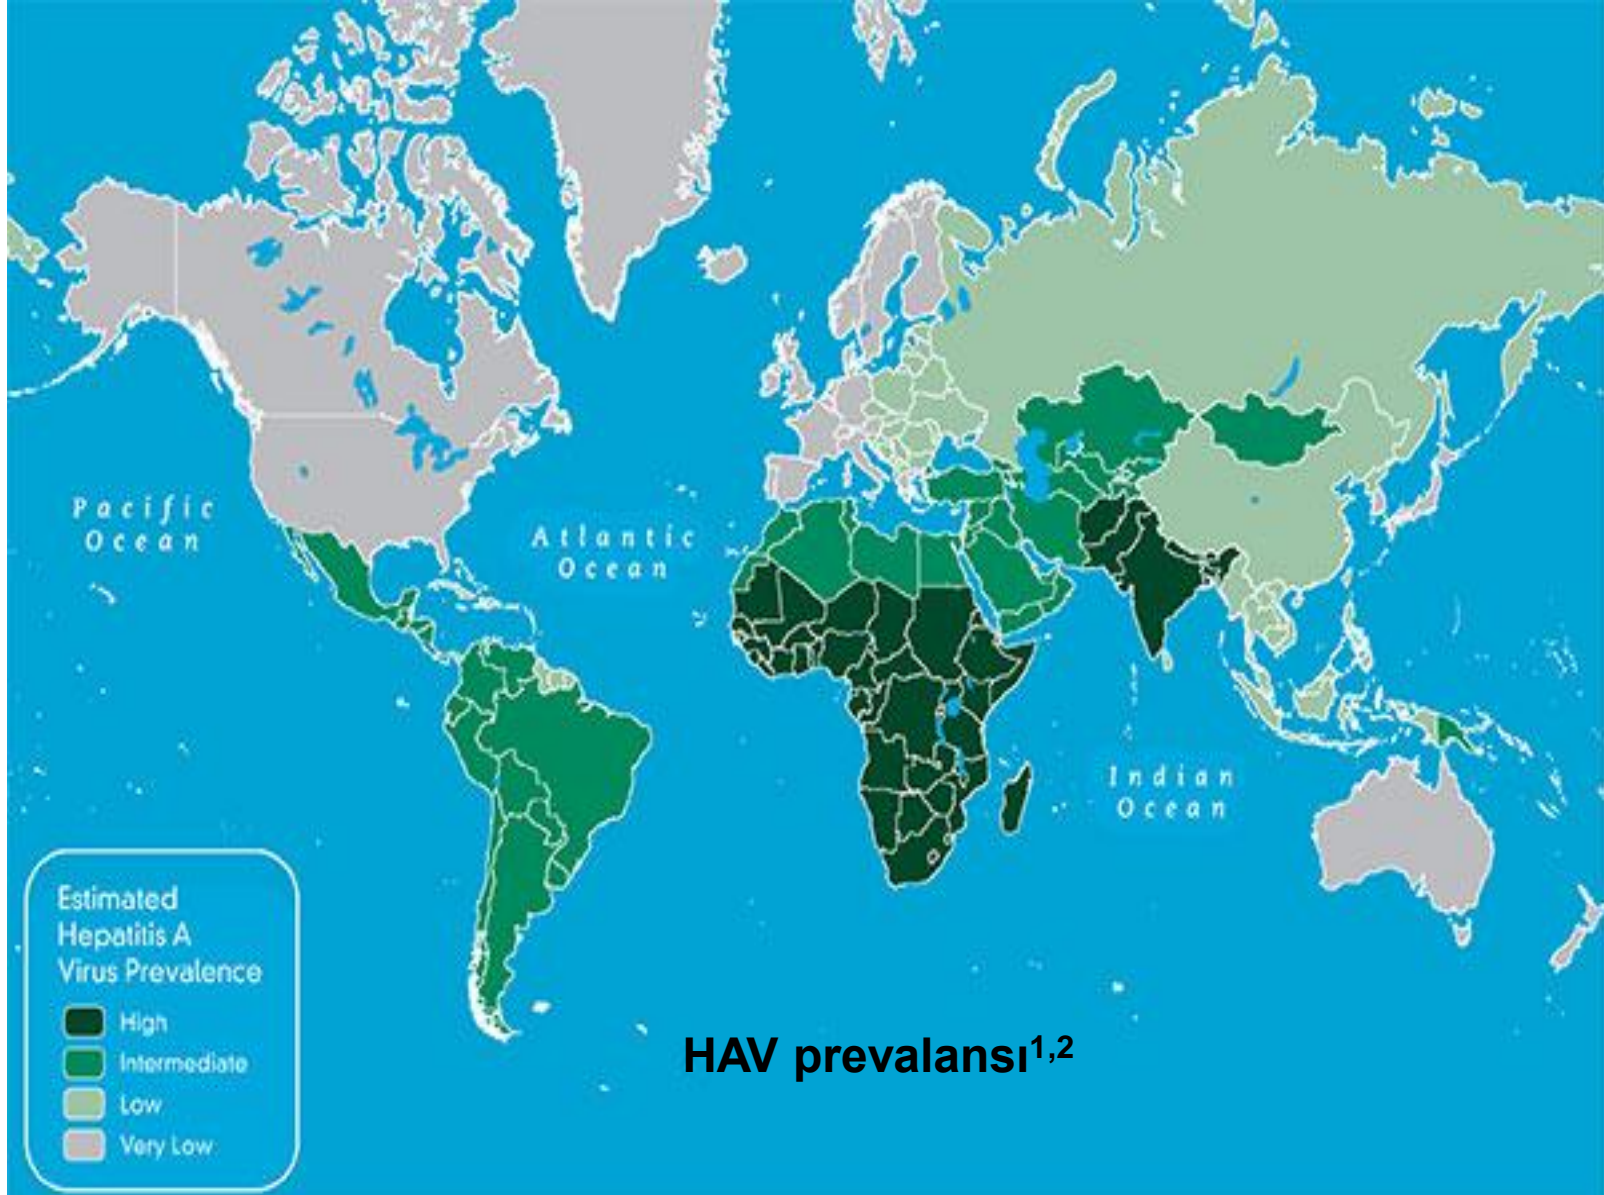 Pacific
Ocean
Atlantic
Ocean
Indian
Ocean
Estimated
Hepatitis A
Virus Prevalence
High
Intermediate
Low
Very Low
HAV prevalansı1,2